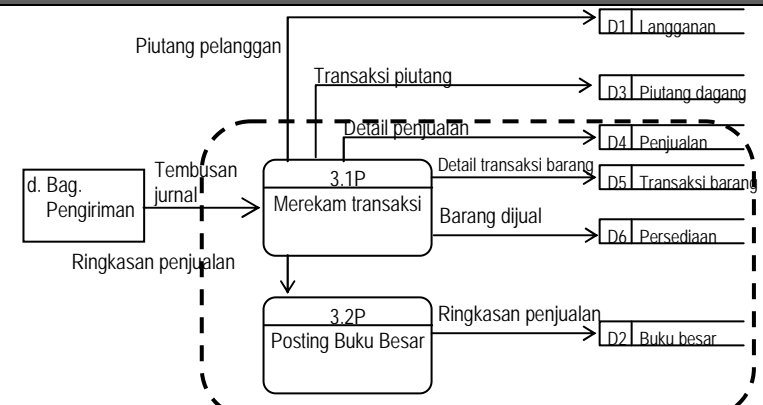 D1 Langganan
Piutang pelanggan
Transaksi piutang
D3 Piutang dagang
Detail penjualan
D4 Penjualan
d. Bag.
Pengiriman
Tembusan
jurnal
3.1P
Merekam transaksi
Detail transaksi barang
D5 Transaksi barang
Barang dijual
D6 Persediaan
Ringkasan penjualan
3.2P
Posting Buku Besar
Ringkasan penjualan
D2 Buku besar